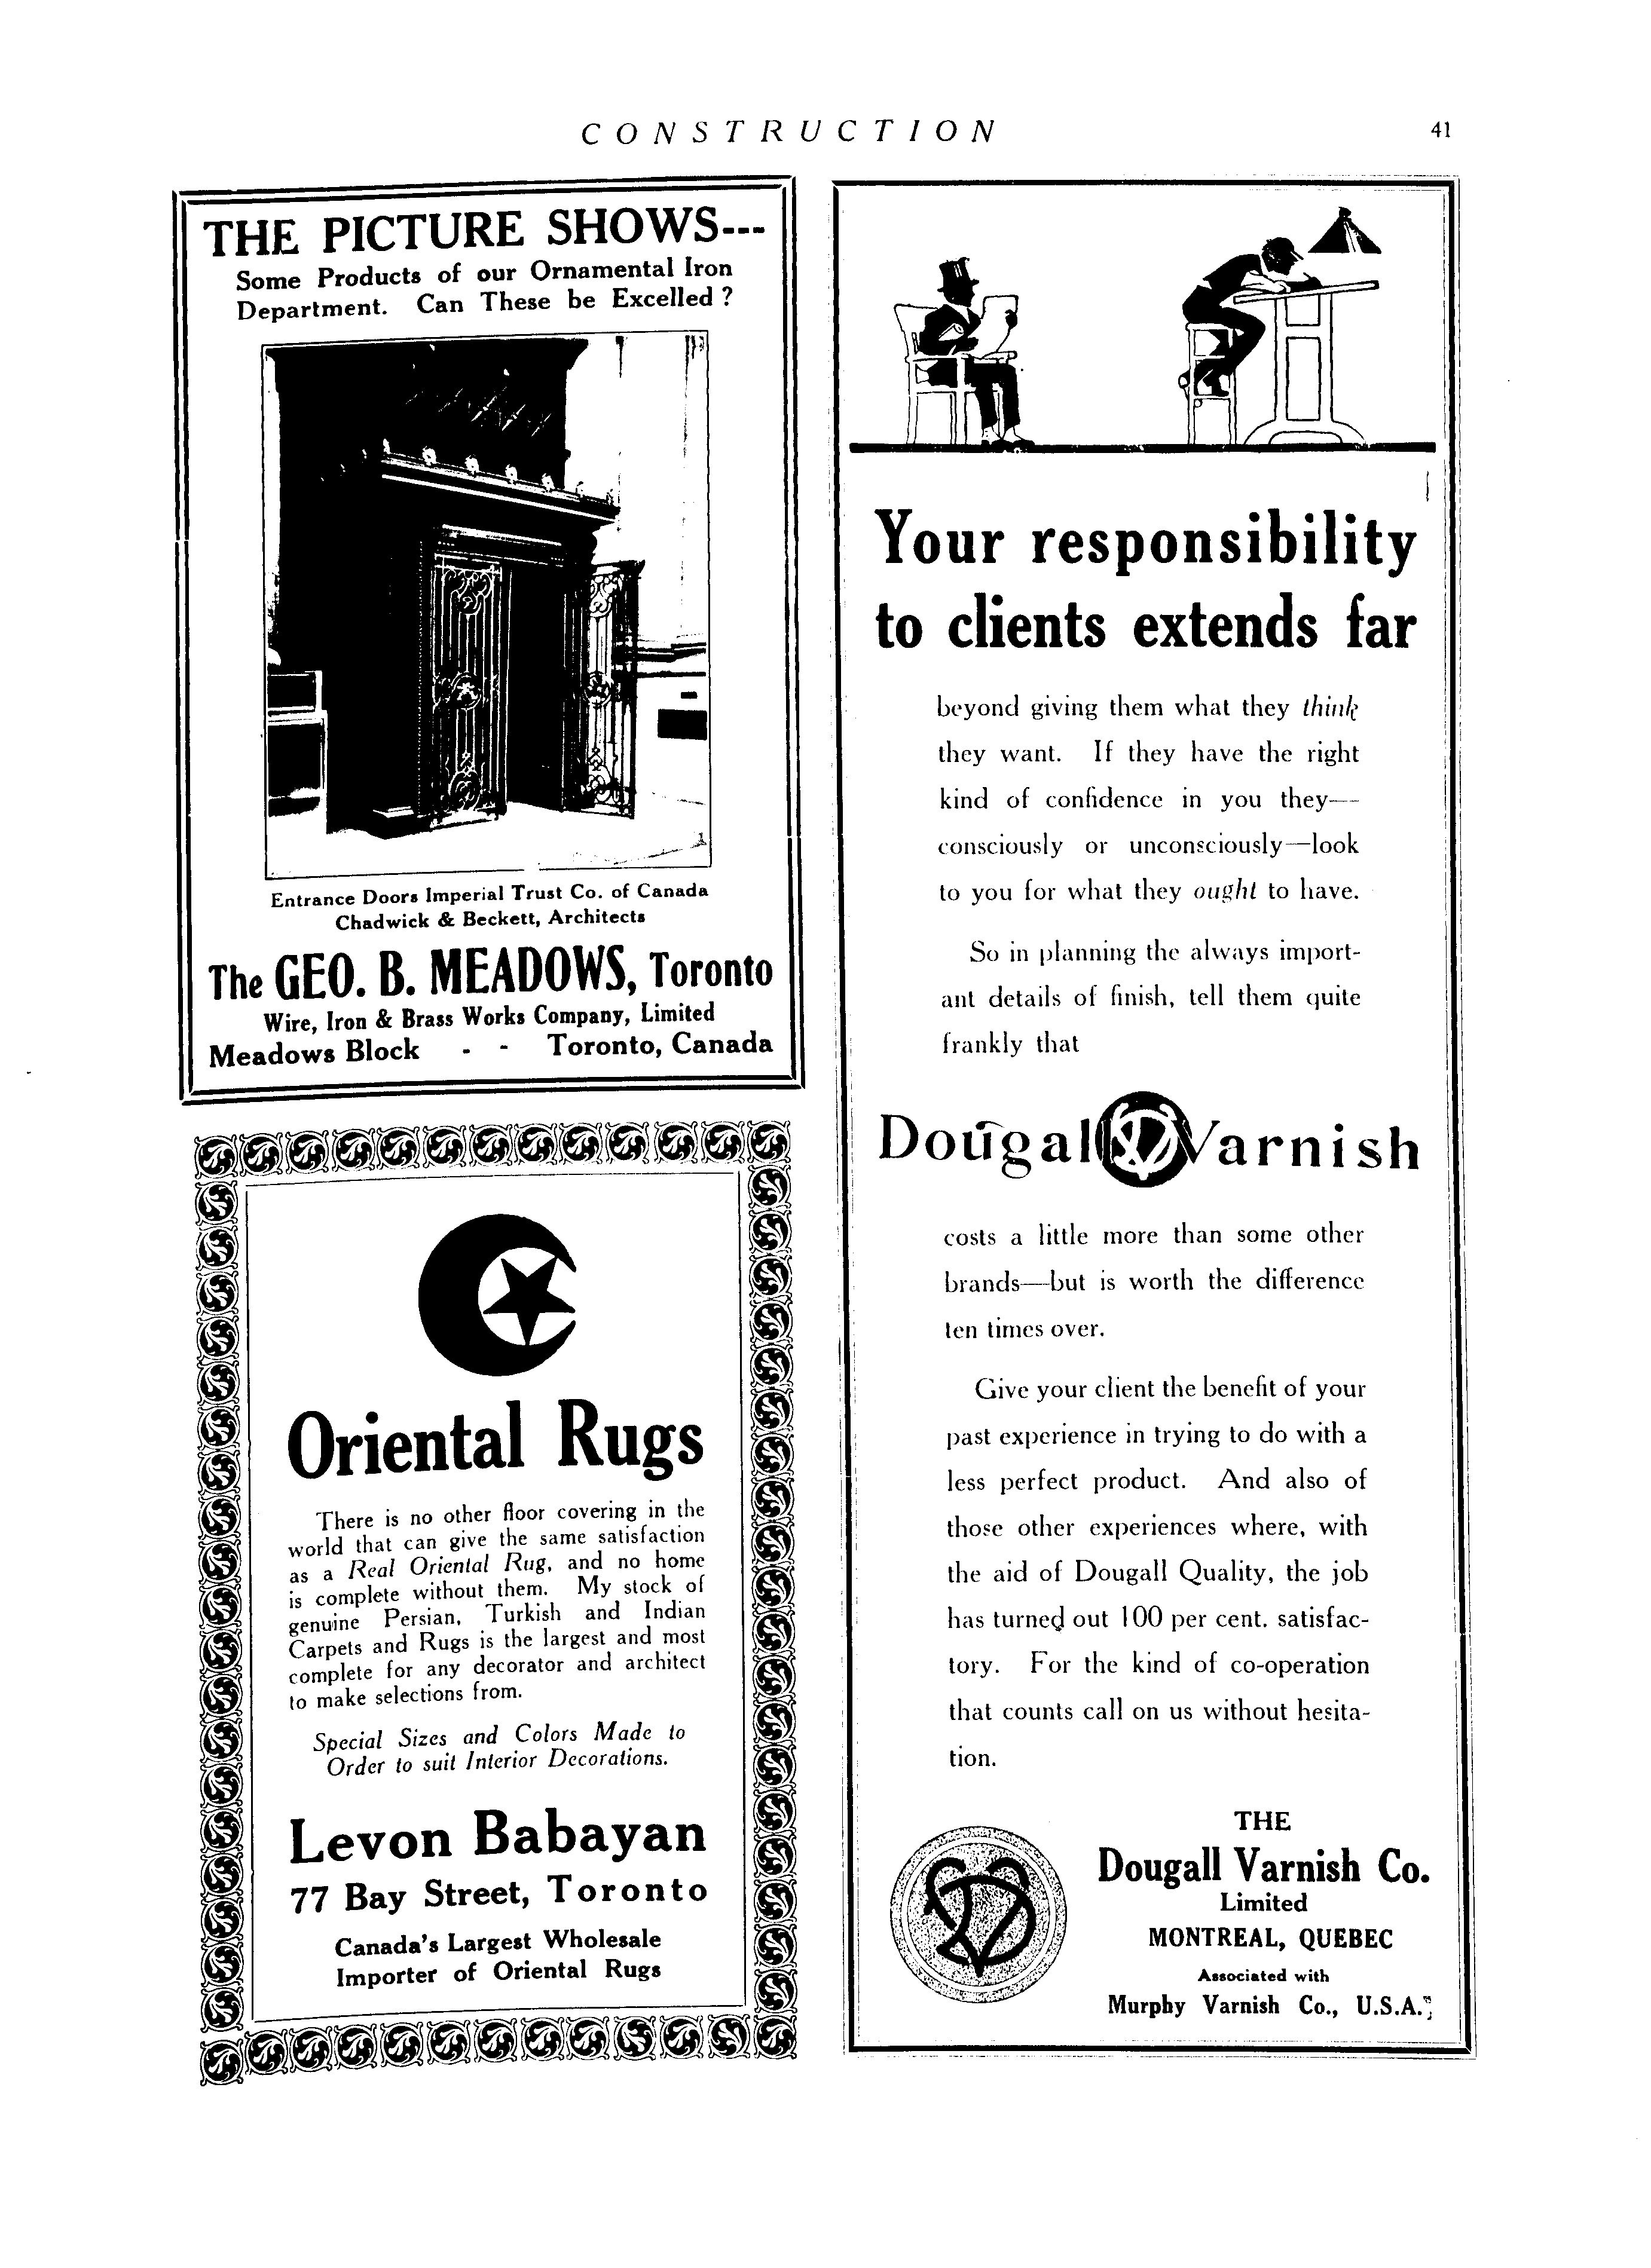 CONSTRUCTION
41
THE PICTURE SHOWS---
Some Products of our Ornamental Iron
Department. Can These be Excelled ?
Entrance Doors Imperial Trust Co. of Canada
Chadwick & Beckett, Architects
The GEO. B. MEADOWS, Toronto
Wire, Iron & Brass Works Company, Limited
Meadows Block - - Toronto, Canada
Oriental Rugs
There is no other floor covering in the
world that can give the same satisfaction
as a Real Oriental Rug, and no home
is complete without them. My stock of
genuine Persian, Turkish and Indian
Carpets and Rugs is the largest and most
complete for any decorator and architect
to make selections from.
Special Sizes and Colors Made to
Order to suit Interior Decorations.
Levon Babayan
77 Bay Street, Toronto
Canada's Largest Wholesale
Importer of Oriental Rugs
Your responsibility
to clients extends far
beyond giving them what they think
they want. If they have the right
kind of confidence in you they—
consciously or unconsciously—look
to you for what they ought to have.
So in planning the always import-
ant details of finish, tell them quite
frankly that
Dougall Varnish
costs a little more than some other
brands—but is worth the difference
ten times over.
Give your client the benefit of your
past experience in trying to do with a
less perfect product. And also of
those other experiences where, with
the aid of Dougall Quality, the job
has turned out 100 per cent. satisfac-
tory. For the kind of co-operation
that counts call on us without hesita-
tion.
THE
Dougall Varnish Co.
Limited
MONTREAL, QUEBEC
Associated with
Murphy Varnish Co., U.S.A.